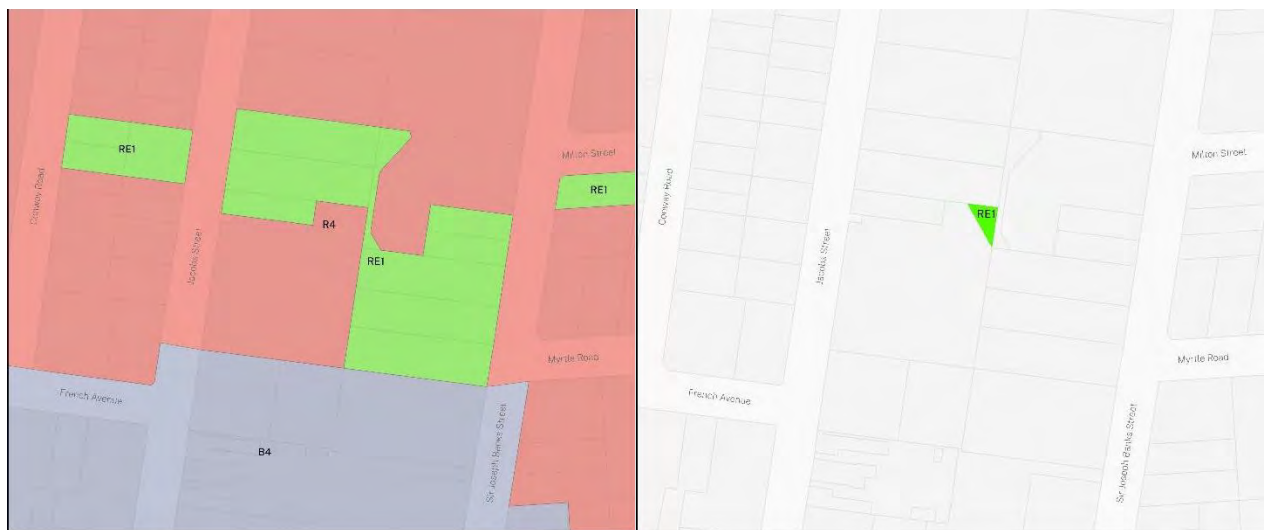 RE1
Conway Road
Jacobs Street
R4
RE1
Milton Street
RE1
Myrtle Road
French Avenue
B4
Sir Joseph Banks Street
Conway Road
Jacobs Street
RE1
Milton Street
Myrtle Road
French Avenue
Sir Joseph Banks Street